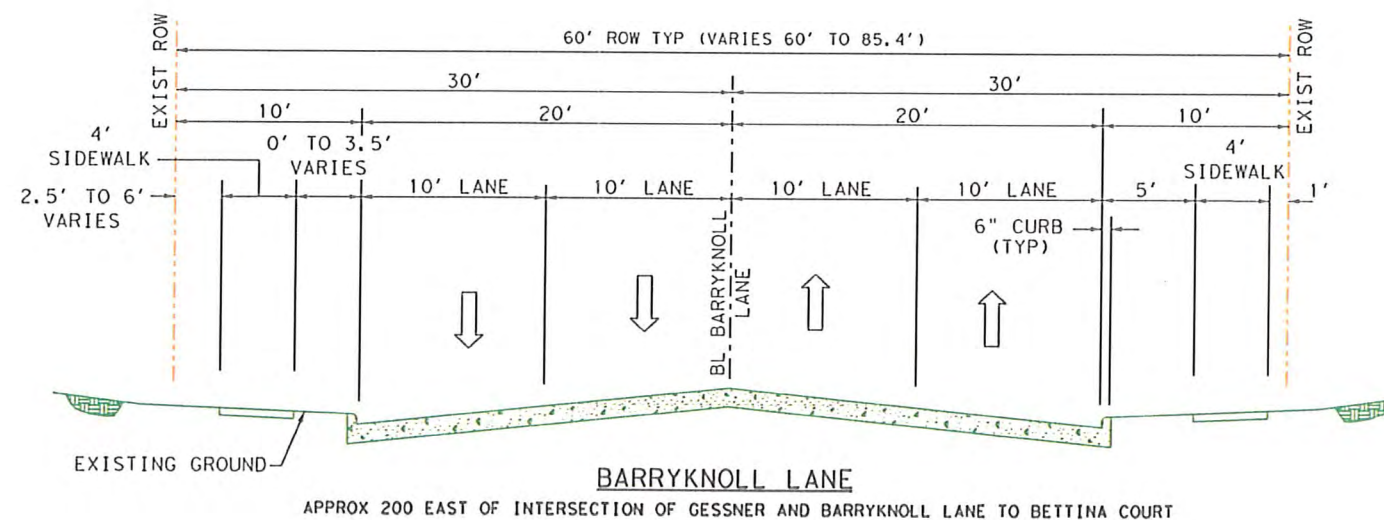 60' ROW TYP (VARIES 60' TO 85.4')
EXIST ROW
EXIST ROW
30'
30'
10'
20'
20'
10'
4'
SIDEWALK
0' TO 3.5'
VARIES
4'
SIDEWALK
2.5' TO 6'
VARIES
10' LANE
10' LANE
10' LANE
10' LANE
5'
1'
6" CURB
(TYP)
BL BARRYKNOLL
LANE
EXISTING GROUND
BARRYKNOLL LANE
APPROX 200 EAST OF INTERSECTION OF GESSNER AND BARRYKNOLL LANE TO BETTINA COURT